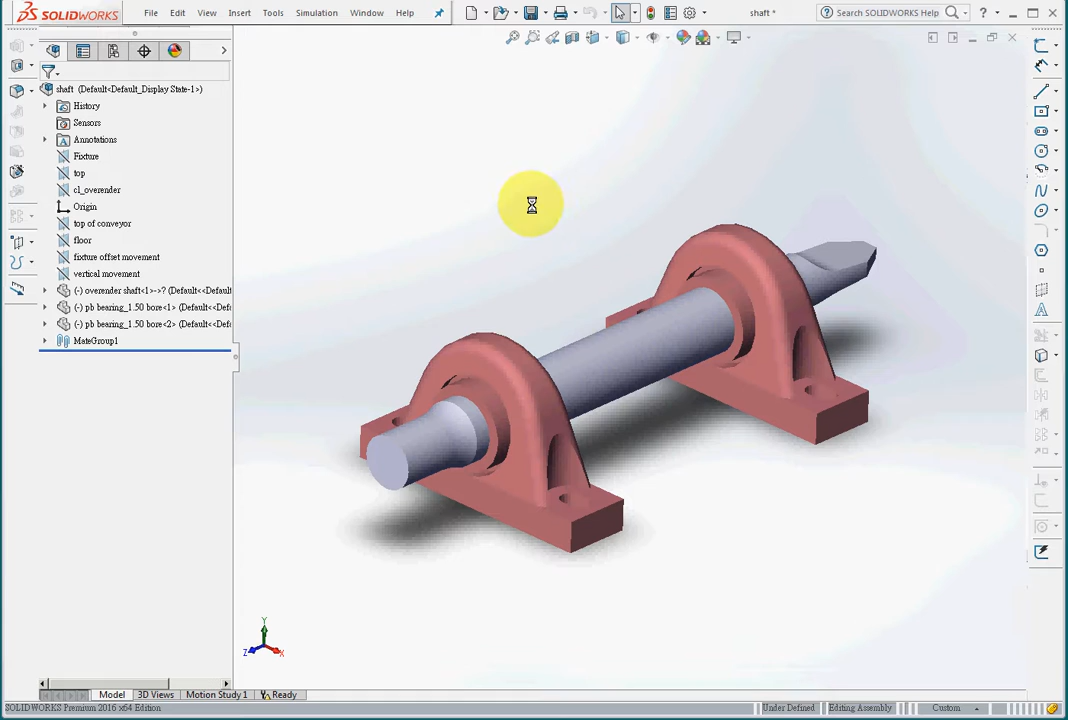 SOLIDWORKS File Edit View Insert Tools Simulation Window Help shaft * Search SOLIDWORKS Help ?
shaft (Default<Default_Display State-1>)
History
Sensors
Annotations
Fixture
top
cl_overender
Origin
top of conveyor
floor
fixture offset movement
vertical movement
(-) overender shaft<1>->? (Default<<Defaul
(-) pb bearing_1.50 bore<1> (Default<<Def
(-) pb bearing_1.50 bore<2> (Default<<Def
MateGroup1
Y
Z X
Model 3D Views Motion Study 1 Ready
SOLIDWORKS Premium 2016 x64 Edition Under Defined Editing Assembly Custom